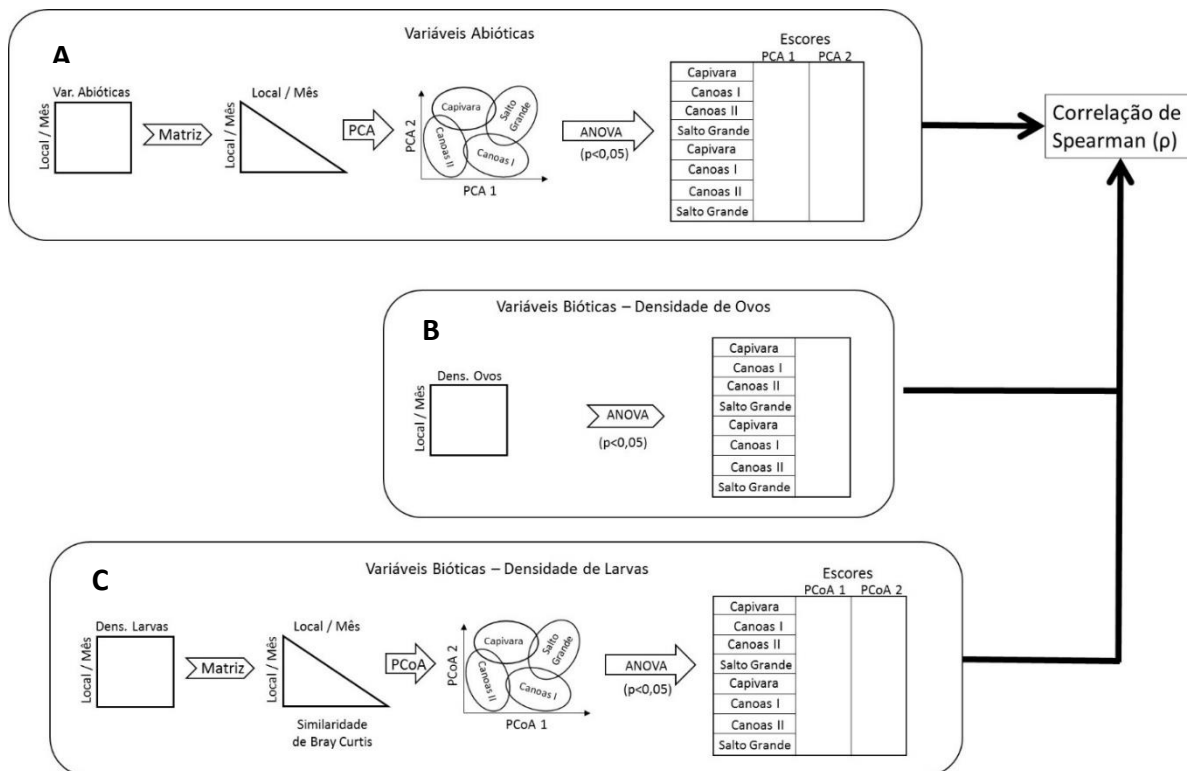 A
Variáveis Abióticas
Var. Abióticas
Local / Mês
Matriz
Local / Mês
Local / Mês
PCA
PCA 2
Capivara
Salto
Grande
Canoas II
Canoas I
PCA 1
ANOVA
(p<0,05)
Escores
PCA 1 PCA 2
Capivara
Canoas I
Canoas II
Salto Grande
Capivara
Canoas I
Canoas II
Salto Grande
Correlação de
Spearman (ρ)
Variáveis Bióticas – Densidade de Ovos
B
Dens. Ovos
Local / Mês
ANOVA
(p<0,05)
Capivara
Canoas I
Canoas II
Salto Grande
Capivara
Canoas I
Canoas II
Salto Grande
C
Variáveis Bióticas – Densidade de Larvas
Dens. Larvas
Local / Mês
Matriz
Local / Mês
Local / Mês
Similaridade
de Bray Curtis
PCoA
PCoA 2
Capivara
Salto
Grande
Canoas II
Canoas I
PCoA 1
ANOVA
(p<0,05)
Escores
PCoA 1 PCoA 2
Capivara
Canoas I
Canoas II
Salto Grande
Capivara
Canoas I
Canoas II
Salto Grande